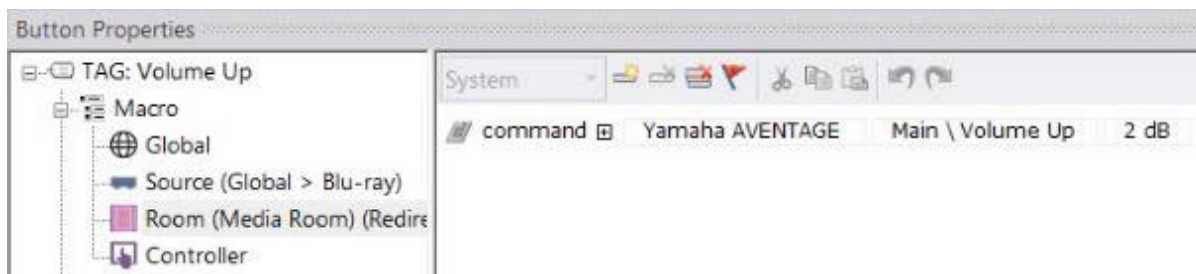 Button Properties
TAG: Volume Up
Macro
Global
Source (Global > Blu-ray)
Room (Media Room) (Redire
Controller
System
command Yamaha AVENTAGE Main \ Volume Up 2 dB